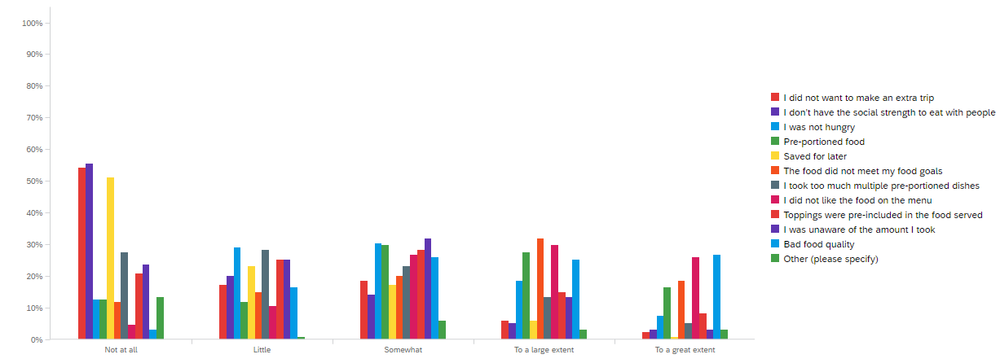 100%
90%
80%
70%
60%
50%
40%
30%
20%
10%
0%
Not at all
Little
Somewhat
To a large extent
To a great extent
I did not want to make an extra trip
I don't have the social strength to eat with people
I was not hungry
Pre-portioned food
Saved for later
The food did not meet my food goals
I took too much multiple pre-portioned dishes
I did not like the food on the menu
Toppings were pre-included in the food served
I was unaware of the amount I took
Bad food quality
Other (please specify)